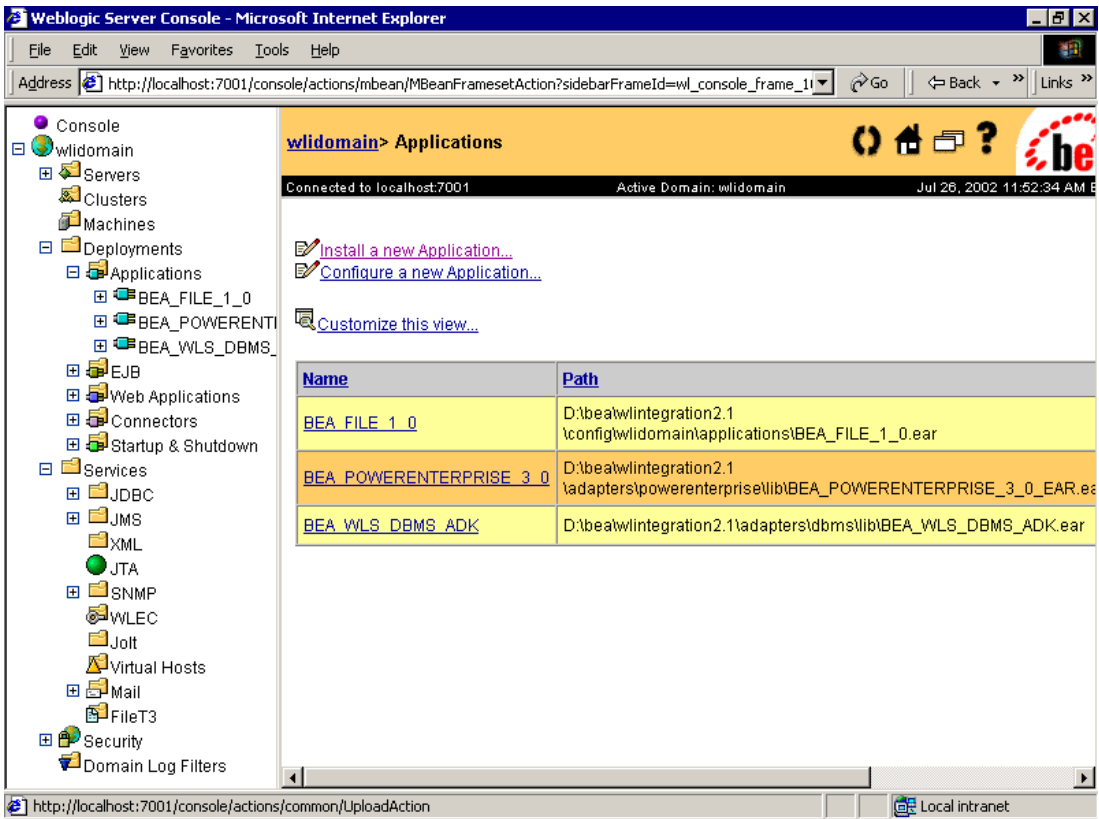 Weblogic Server Console - Microsoft Internet Explorer
File Edit View Favorites Tools Help
Address http://localhost:7001/console/actions/mbean/MBeanFramesetAction?sidebarFrameId=wl_console_frame_1 Go Back » Links »
Console
wlidomain
Servers
Clusters
Machines
Deployments
Applications
BEA_FILE_1_0
BEA_POWERENT
BEA_WLS_DBMS_
EJB
Web Applications
Connectors
Startup & Shutdown
Services
JDBC
JMS
XML
JTA
SNMP
WLEC
Jolt
Virtual Hosts
Mail
FileT3
Security
Domain Log Filters
wlidomain> Applications
be
Connected to localhost:7001 Active Domain: wlidomain Jul 26, 2002 11:52:34 AM
Install a new Application...
Configure a new Application...
Customize this view...
Name Path
BEA_FILE_1_0 D:\bea\wlintegration2.1
\config\wlidomain\applications\BEA_FILE_1_0.ear
BEA_POWERENTERPRISE_3_0 D:\bea\wlintegration2.1
\adapters\powerenterprise\lib\BEA_POWERENTERPRISE_3_0_EAR.ea
BEA_WLS_DBMS_ADK D:\bea\wlintegration2.1\adapters\dbms\lib\BEA_WLS_DBMS_ADK.ear
http://localhost:7001/console/actions/common/UploadAction Local intranet